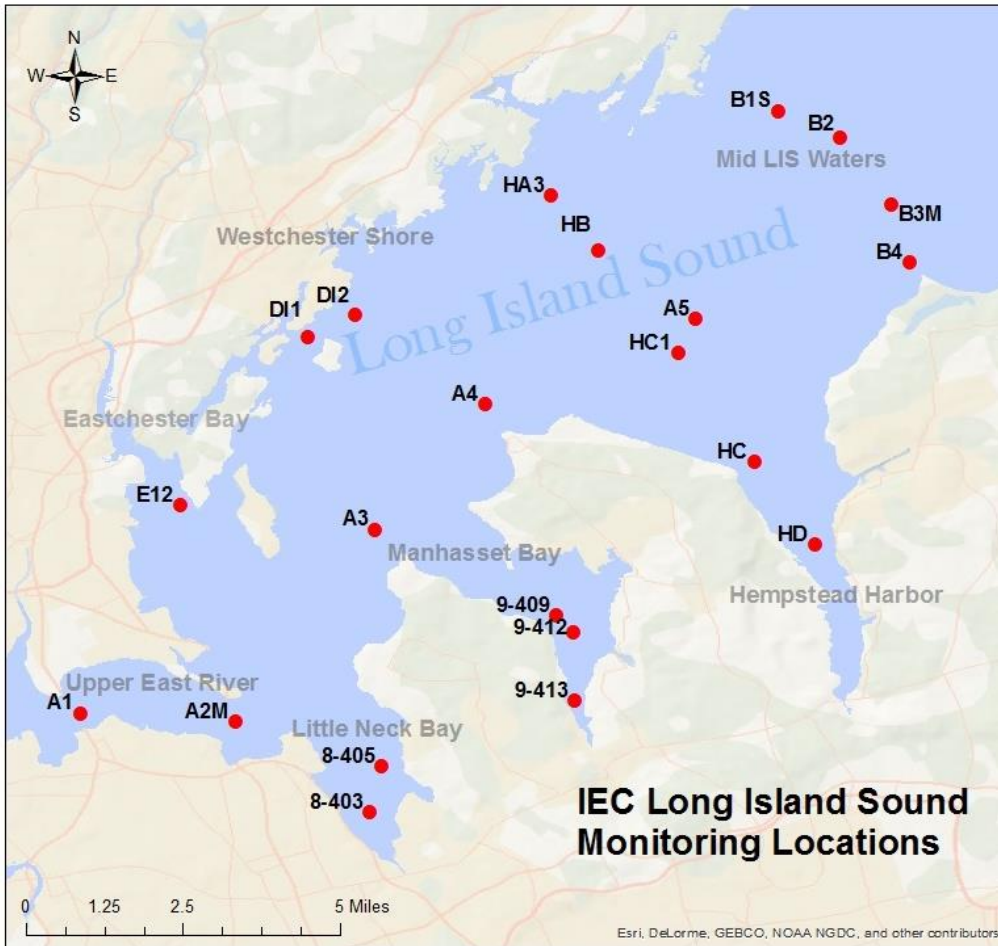 N
W E
S
B1S
B2
Mid LIS Waters
HA3
B3M
Westchester Shore
HB
B4
Long Island Sound
DI2
DI1
A5
HC1
A4
Eastchester Bay
HC
E12
A3
HD
Manhasset Bay
Hempstead Harbor
9-409
9-412
Upper East River
9-413
A1
A2M
Little Neck Bay
8-405
8-403
IEC Long Island Sound
Monitoring Locations
0 1.25 2.5 5 Miles
Esri, DeLorme, GEBCO, NOAA NGDC, and other contributors